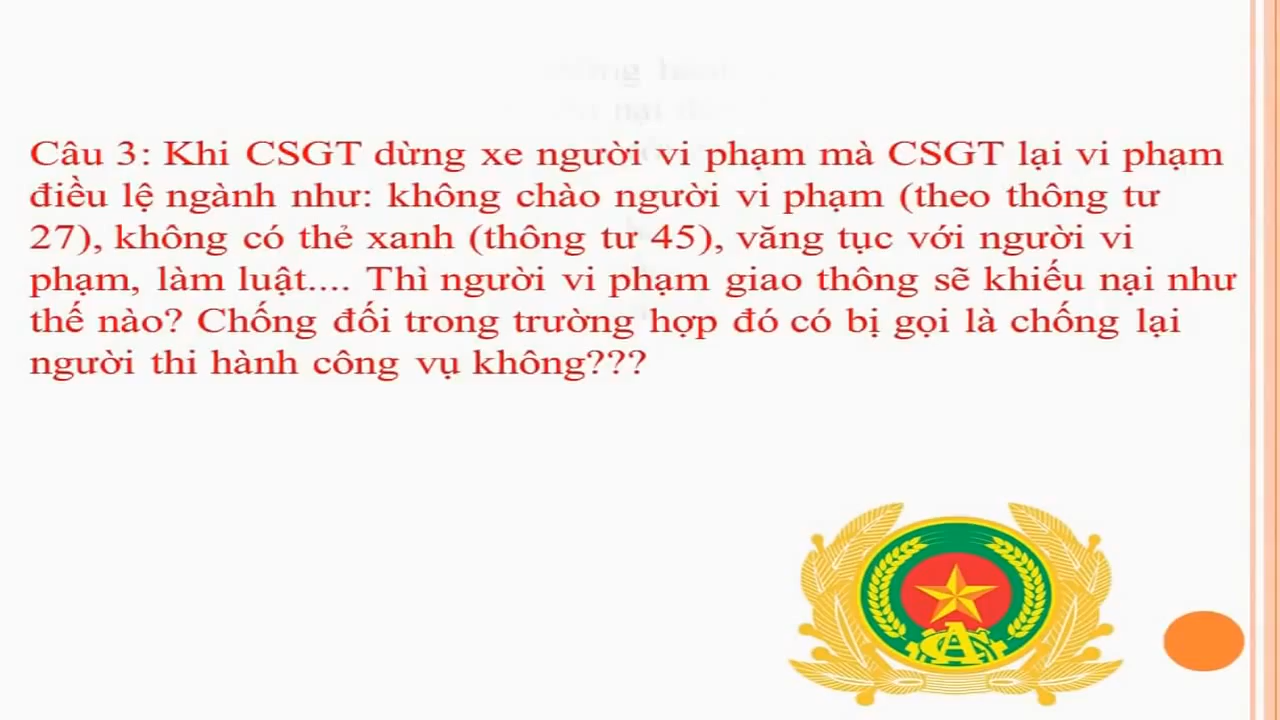 Câu 3: Khi CSGT dừng xe người vi phạm mà CSGT lại vi phạm
điều lệ ngành như: không chào người vi phạm (theo thông tư
27), không có thẻ xanh (thông tư 45), văng tục với người vi
phạm, làm luật.... Thì người vi phạm giao thông sẽ khiếu nại như
thế nào? Chống đối trong trường hợp đó có bị gọi là chống lại
người thi hành công vụ không???
CA